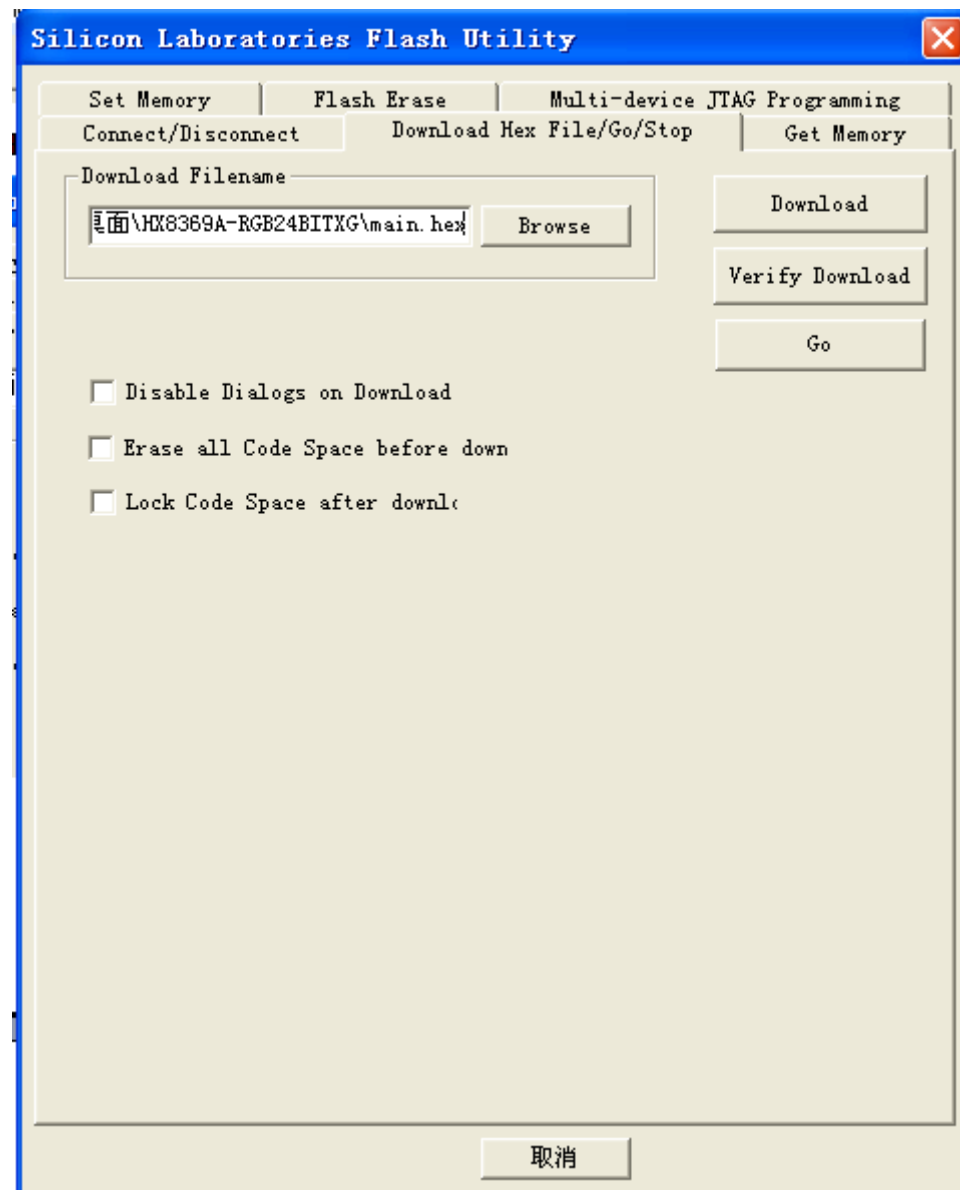 Silicon Laboratories Flash Utility
Set Memory
Flash Erase
Multi-device JTAG Programming
Connect/Disconnect
Download Hex File/Go/Stop
Get Memory
Download Filename
面\HX8369A-RGB24BITXG\main.hex
Browse
Download
Verify Download
Go
Disable Dialogs on Download
Erase all Code Space before down
Lock Code Space after
取消